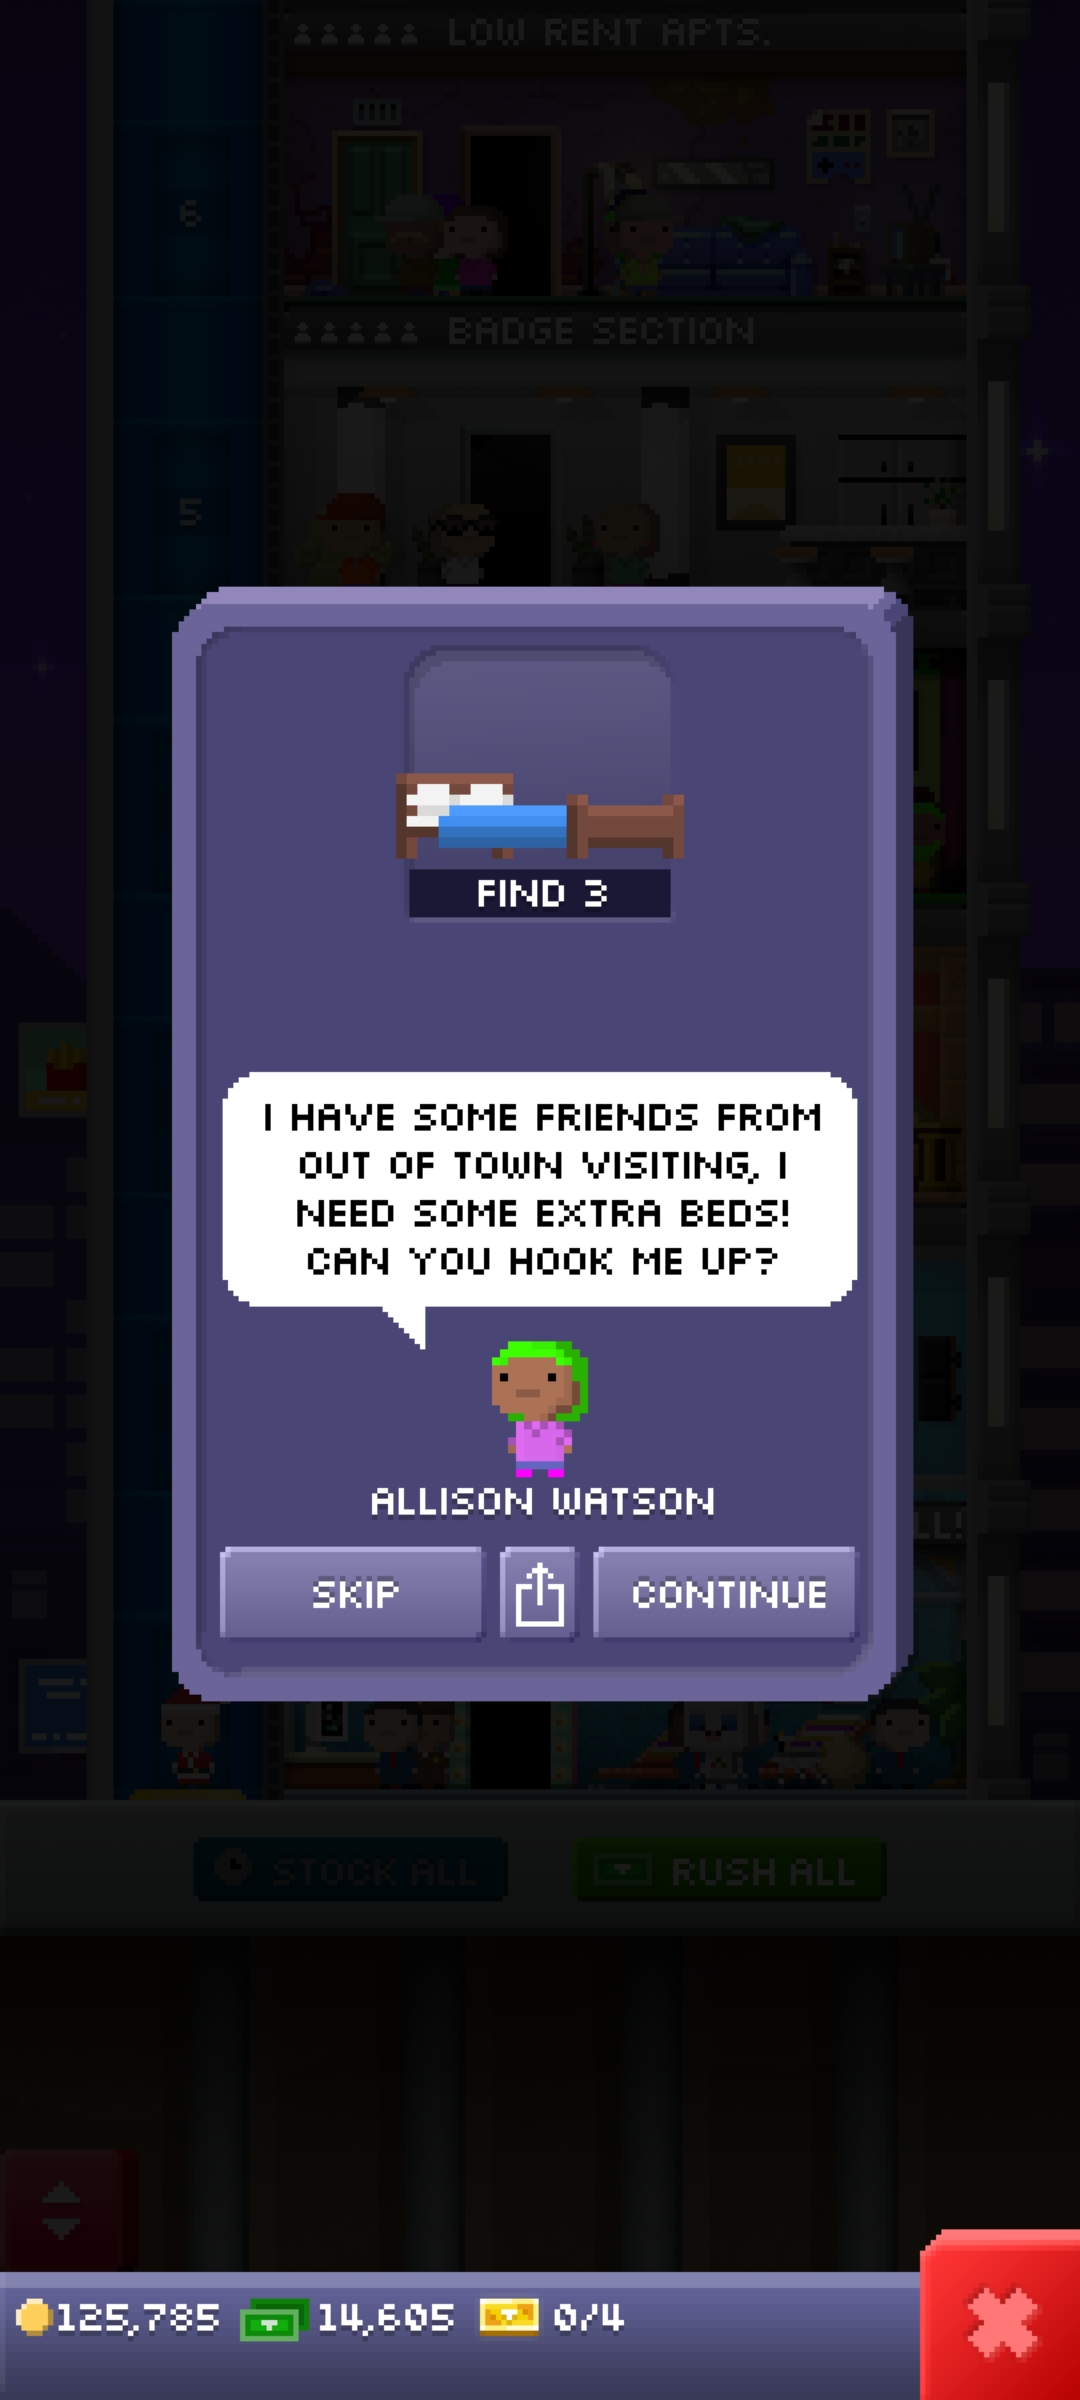 LOW RENT APTS.
6
BADGE SECTION
5
FIND 3
I HAVE SOME FRIENDS FROM
OUT OF TOWN VISITING, I
NEED SOME EXTRA BEDS!
CAN YOU HOOK ME UP?
ALLISON WATSON
LL!
SKIP
CONTINUE
STOCK ALL
RUSH ALL
125,785
14,605
0/4